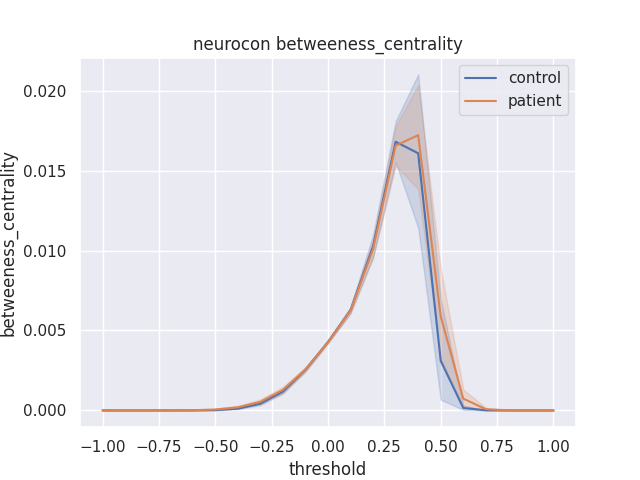 neurocon betweeness_centrality
control
patient
betweeness_centrality
0.020
0.015
0.010
0.005
0.000
−1.00 −0.75 −0.50 −0.25 0.00 0.25 0.50 0.75 1.00
threshold